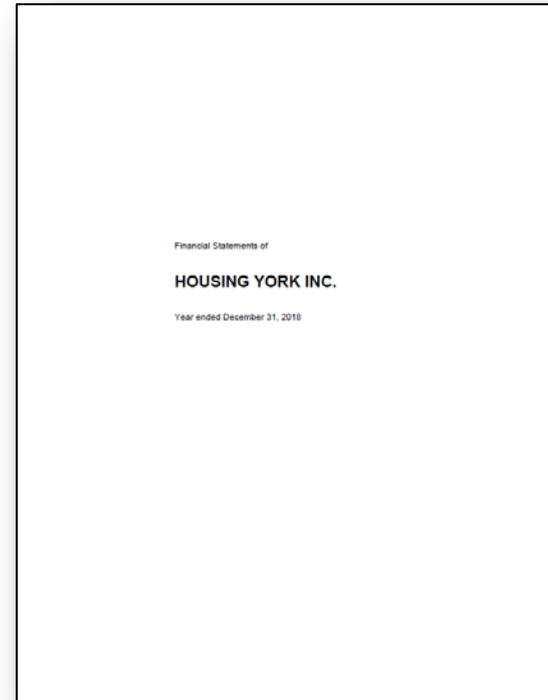 Financial Statements of
HOUSING YORK INC.
Year ended December 31, 2018